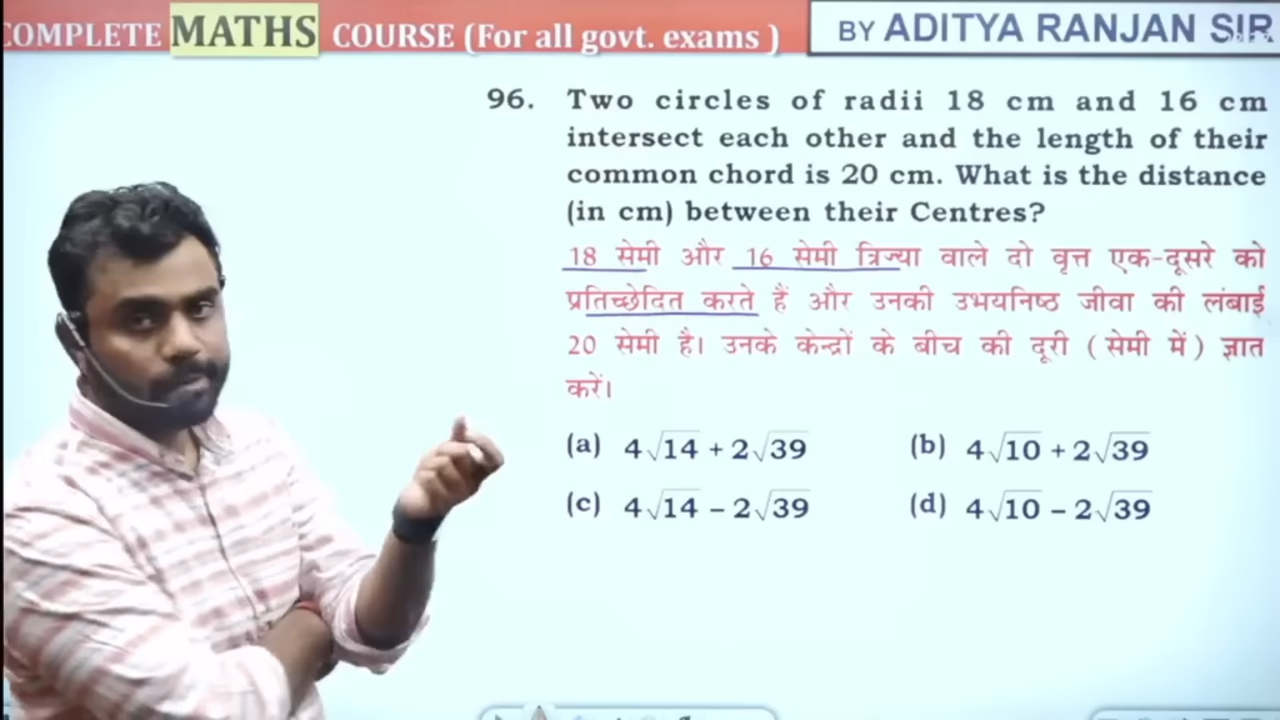 COMPLETE MATHS COURSE (For all govt. exams )
BY ADITYA RANJAN SIR
96. Two circles of radii 18 cm and 16 cm
intersect each other and the length of their
common chord is 20 cm. What is the distance
(in cm) between their Centres?
18 सेमी और 16 सेमी त्रिज्या वाले दो वृत्त एक-दूसरे को
प्रतिच्छेदित करते हैं और उनकी उभयनिष्ठ जीवा की लंबाई
20 सेमी है। उनके केन्द्रों के बीच की दूरी ( सेमी में ) ज्ञात
करें।
(a) 4√14 + 2√39 (b) 4√10 + 2√39
(c) 4√14 – 2√39 (d) 4√10 – 2√39